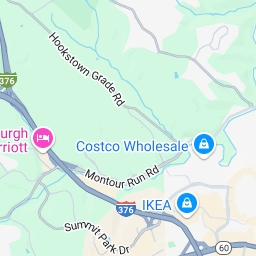 Hookstown Grade Rd
376
urgh
rriott
Costco Wholesale
Montour Run Rd
376
IKEA
Summit Park Dr
60